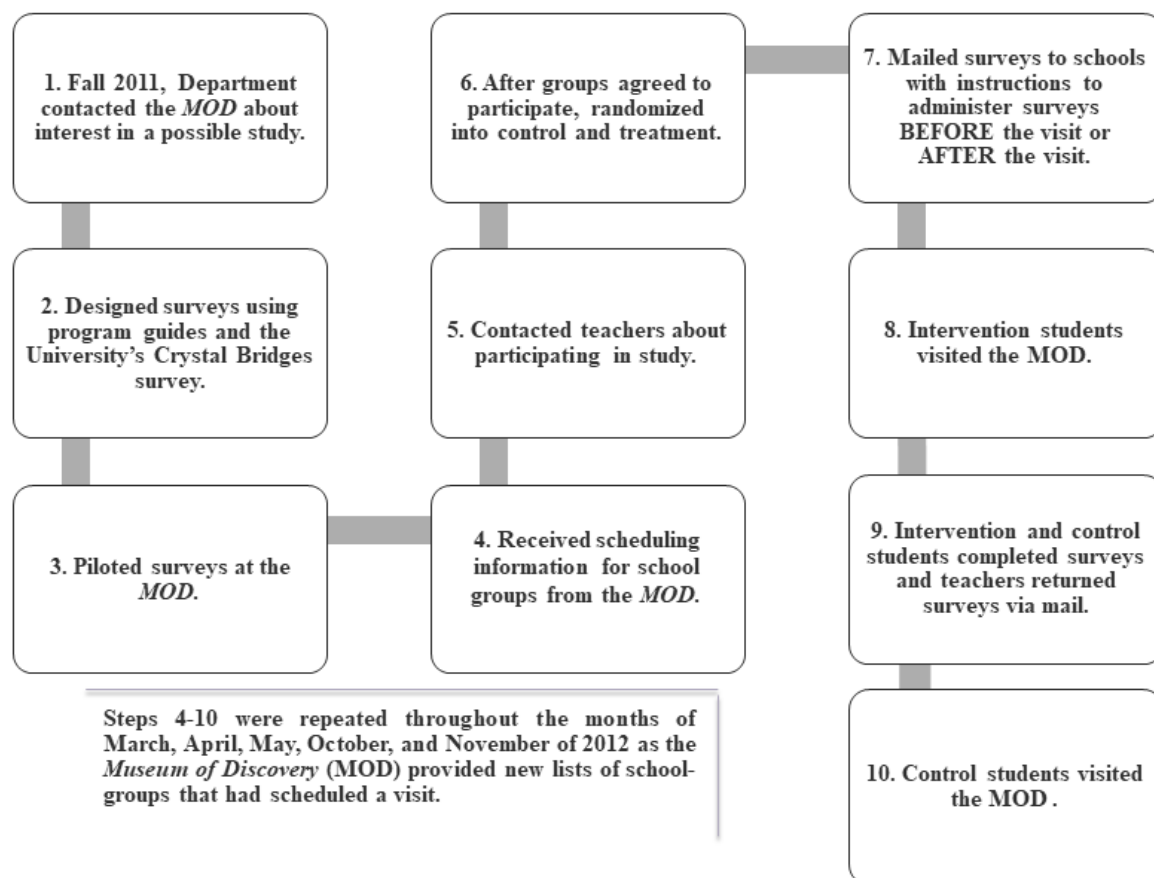 1. Fall 2011, Department
contacted the MOD about
interest in a possible study.
2. Designed surveys using
program guides and the
University's Crystal Bridges
survey.
3. Piloted surveys at the
MOD.
4. Received scheduling
information for school
groups from the MOD.
5. Contacted teachers about
participating in study.
6. After groups agreed to
participate, randomized
into control and treatment.
7. Mailed surveys to schools
with instructions to
administer surveys
BEFORE the visit or
AFTER the visit.
8. Intervention students
visited the MOD.
9. Intervention and control
students completed surveys
and teachers returned
surveys via mail.
10. Control students visited
the MOD .
Steps 4-10 were repeated throughout the months of
March, April, May, October, and November of 2012 as the
Museum of Discovery (MOD) provided new lists of school-
groups that had scheduled a visit.